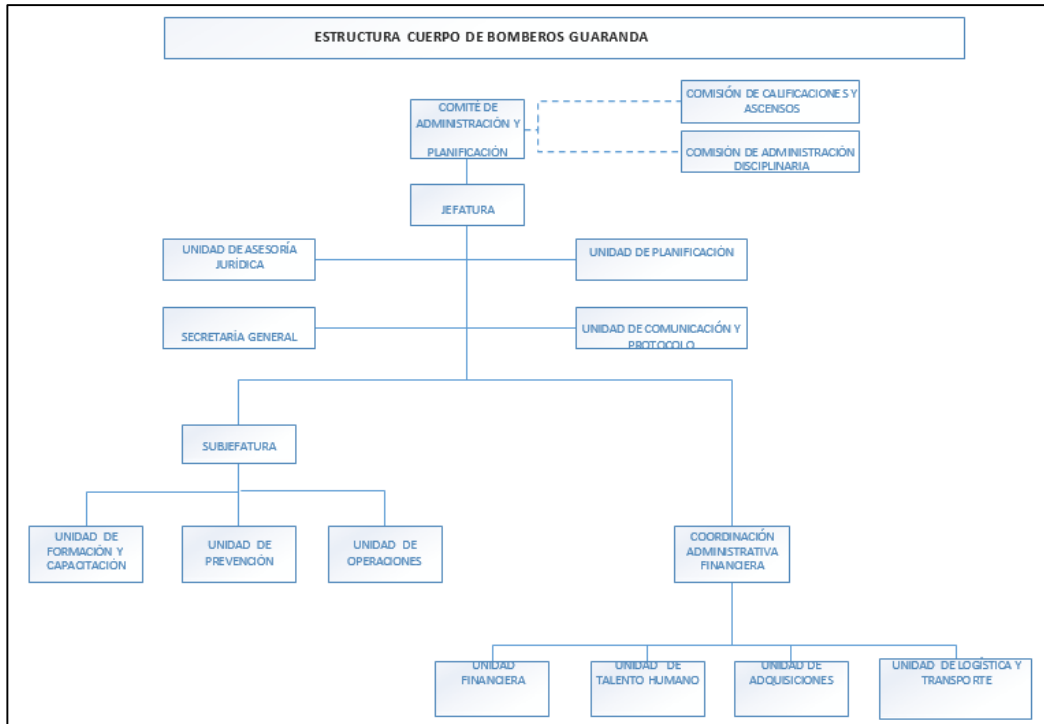 ESTRUCTURA CUERPO DE BOMBEROS GUARANDA
COMITÉ DE
ADMINISTRACIÓN Y
PLANIFICACIÓN
COMISIÓN DE CALIFICACIONES Y
ASCENSOS
COMISIÓN DE ADMINISTRACIÓN
DISCIPLINARIA
JEFATURA
UNIDAD DE ASESORÍA
JURÍDICA
UNIDAD DE PLANIFICACIÓN
SECRETARÍA GENERAL
UNIDAD DE COMUNICACIÓN Y
PROTOCOLO
SUBJEFATURA
UNIDAD DE
FORMACIÓN Y
CAPACITACIÓN
UNIDAD DE
PREVENCIÓN
UNIDAD DE
OPERACIONES
COORDINACIÓN
ADMINISTRATIVA
FINANCIERA
UNIDAD
FINANCIERA
UNIDAD DE
TALENTO HUMANO
UNIDAD DE
ADQUISICIONES
UNIDAD DE LOGÍSTICA Y
TRANSPORTE